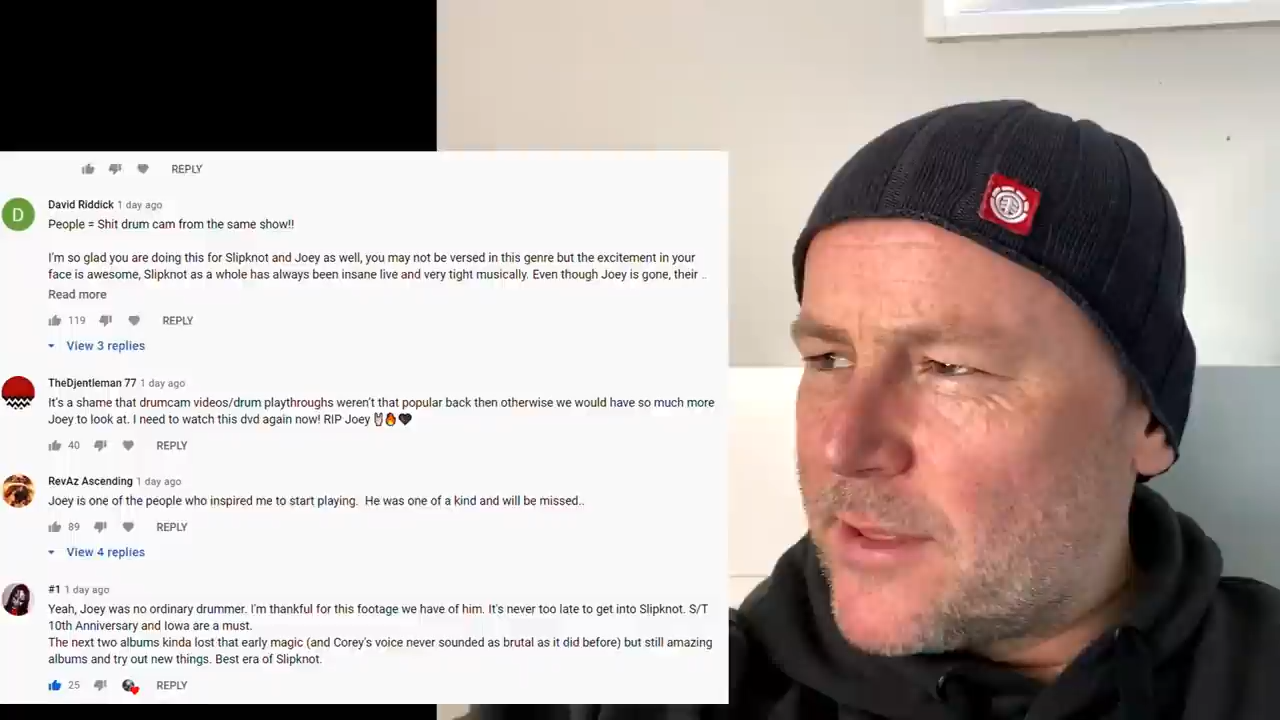 REPLY
David Riddick 1 day ago
People = Shit drum cam from the same show!!
I'm so glad you are doing this for Slipknot and Joey as well, you may not be versed in this genre but the excitement in your
face is awesome, Slipknot as a whole has always been insane live and very tight musically. Even though Joey is gone, their ..
Read more
119 REPLY
View 3 replies
TheDjentleman 77 1 day ago
It's a shame that drumcam videos/drum playthroughs weren't that popular back then otherwise we would have so much more
Joey to look at. I need to watch this dvd again now! RIP Joey 🤘🔥🖤
40 REPLY
RevAz Ascending 1 day ago
Joey is one of the people who inspired me to start playing. He was one of a kind and will be missed..
89 REPLY
View 4 replies
#1 1 day ago
Yeah, Joey was no ordinary drummer. I'm thankful for this footage we have of him. It's never too late to get into Slipknot. S/T
10th Anniversary and Iowa are a must.
The next two albums kinda lost that early magic (and Corey's voice never sounded as brutal as it did before) but still amazing
albums and try out new things. Best era of Slipknot.
25 REPLY
D